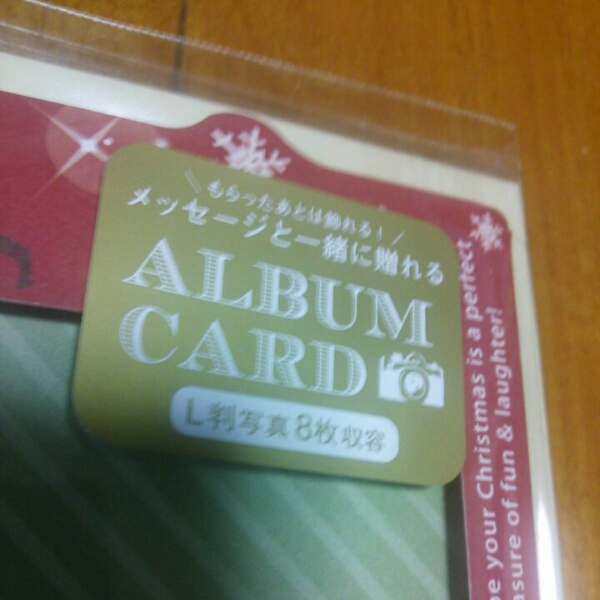 もらったあとは飾れる!
メッセージと一緒に贈れる
ALBUM
CARD
L判写真8枚収容
be your Christmas is a perfect
asure of fun & laughter!